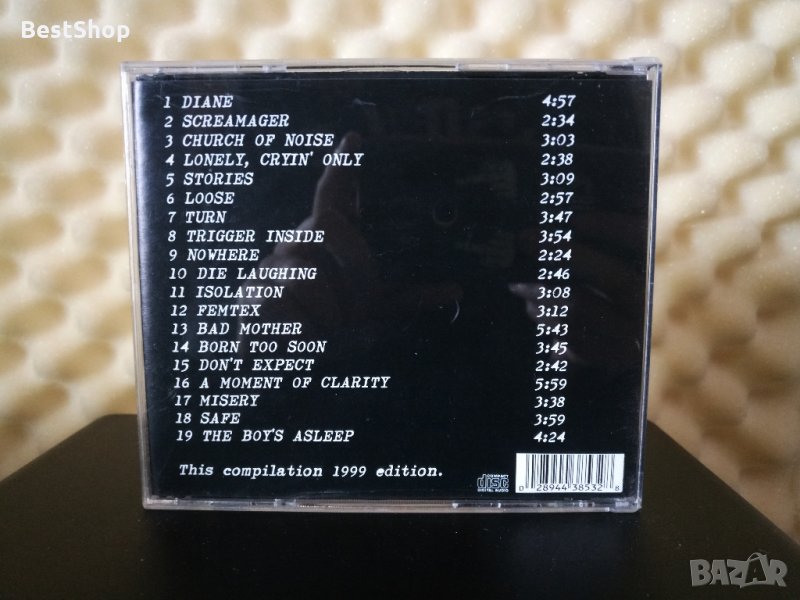 BestShop
1 DIANE 4:57
2 SCREAMAGER 2:34
3 CHURCH OF NOISE 3:03
4 LONELY, CRYIN' ONLY 2:38
5 STORIES 3:09
6 LOOSE 2:57
7 TURN 3:47
8 TRIGGER INSIDE 3:54
9 NOWHERE 2:24
10 DIE LAUGHING 2:46
11 ISOLATION 3:08
12 FEMTEX 3:12
13 BAD MOTHER 5:43
14 BORN TOO SOON 3:45
15 DON'T EXPECT 2:42
16 A MOMENT OF CLARITY 5:59
17 MISERY 3:38
18 SAFE 3:59
19 THE BOY'S ASLEEP 4:24
This compilation 1999 edition.
COMPACT
disc
DIGITAL AUDIO
0 28944 38532 8
BAZAR